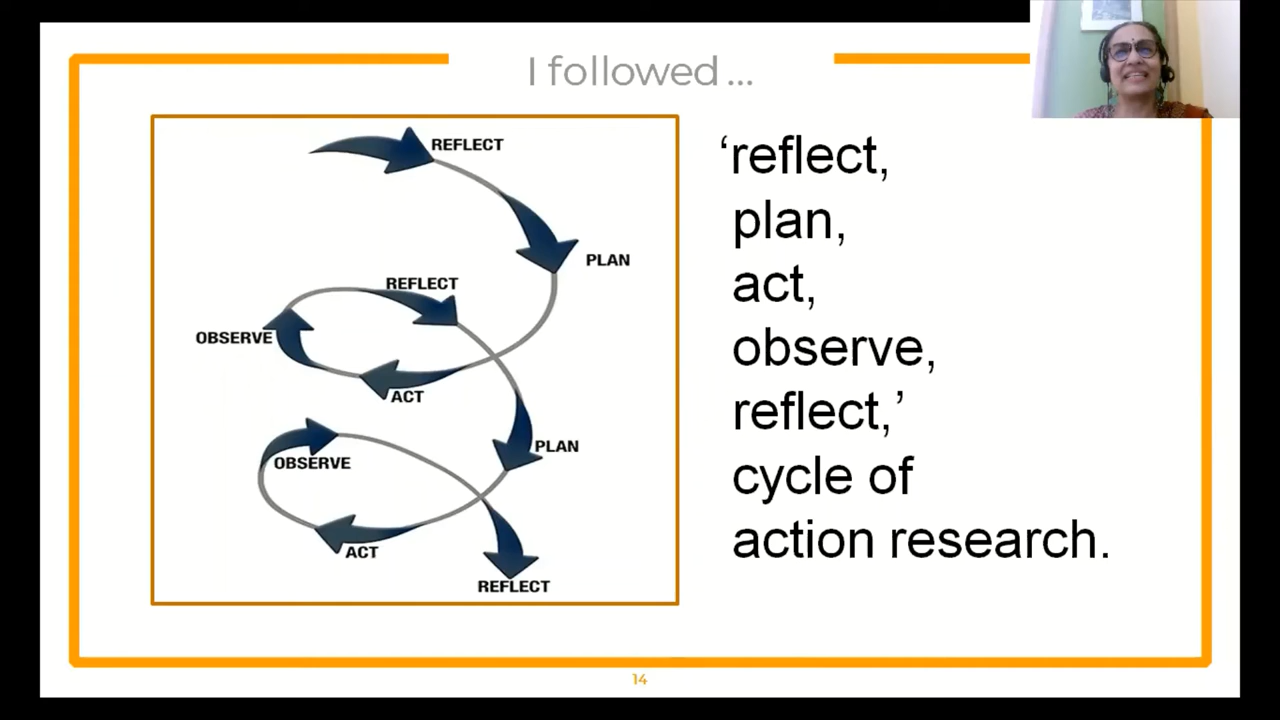 I followed ...
REFLECT
PLAN
REFLECT
OBSERVE
ACT
PLAN
OBSERVE
ACT
REFLECT
‘reflect,
plan,
act,
observe,
reflect,’
cycle of
action research.
14